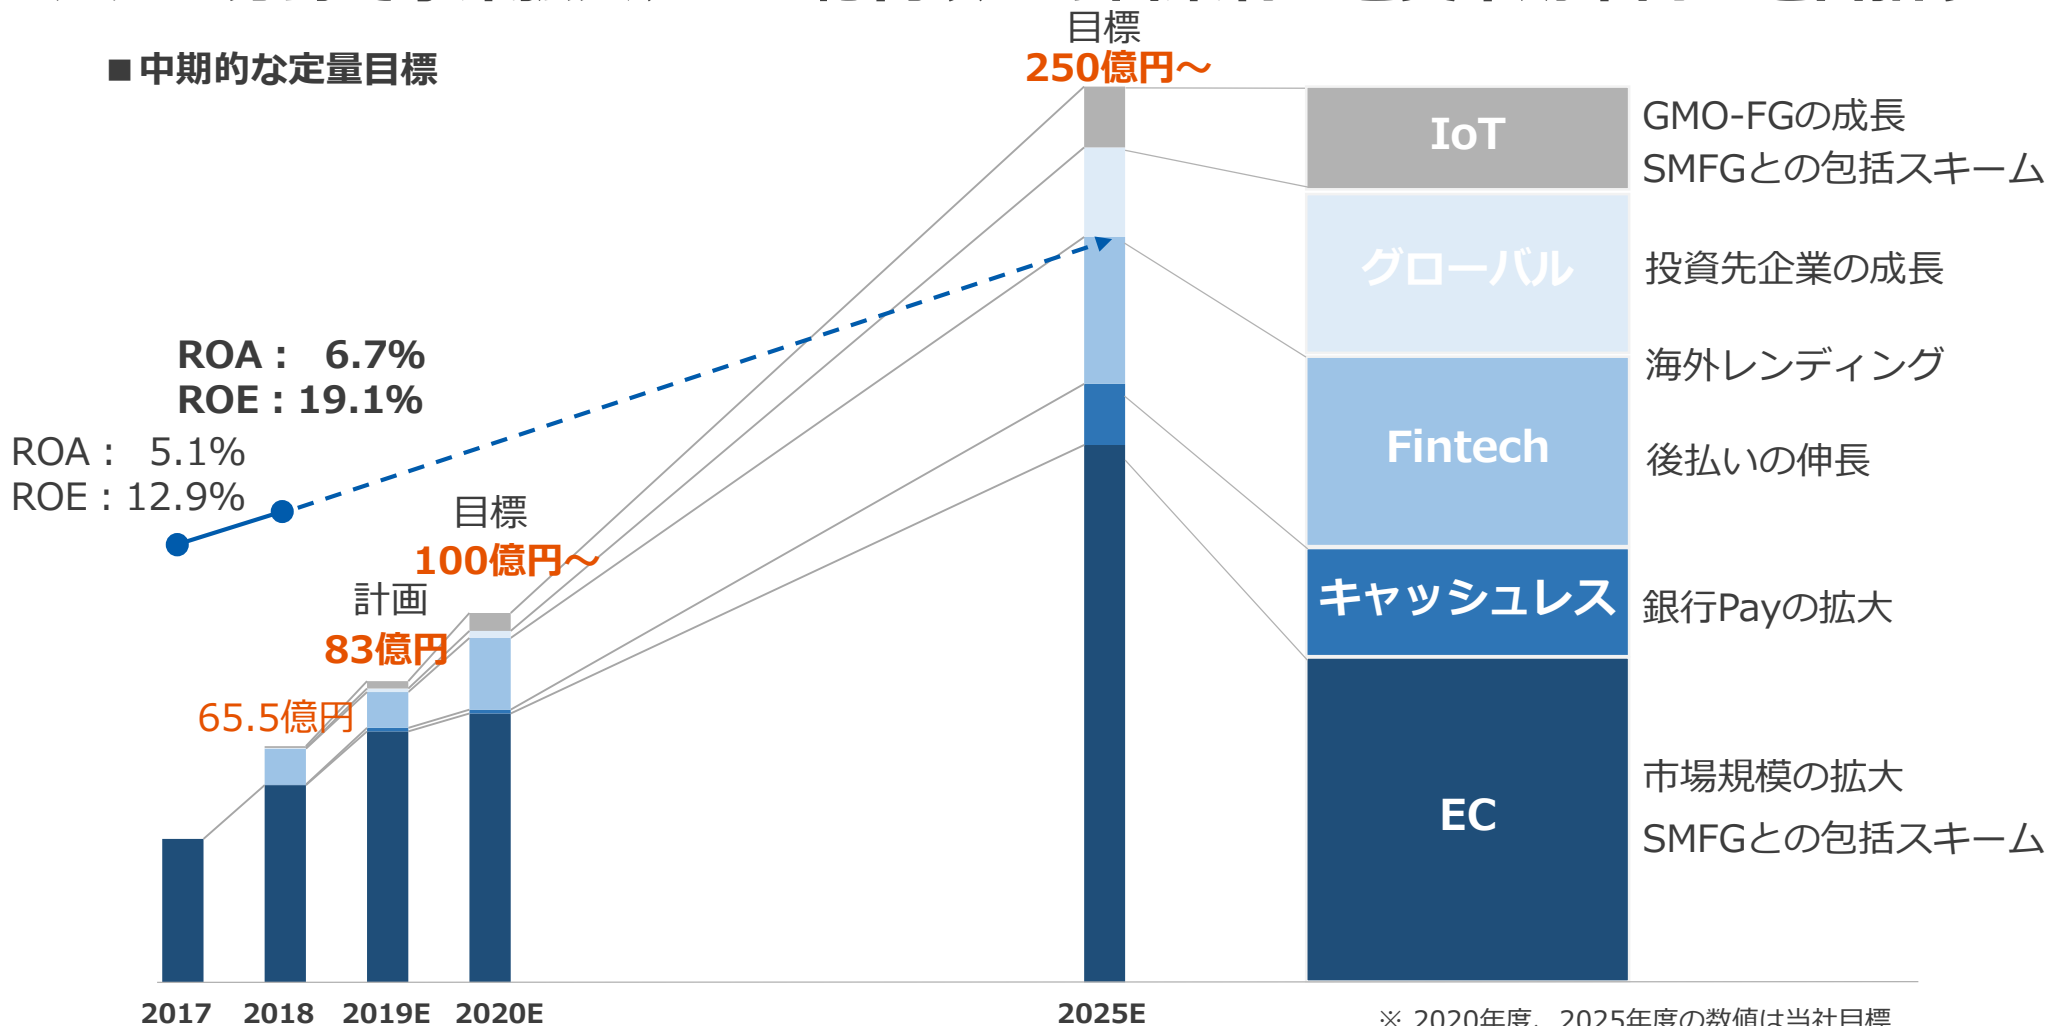 目標
250億円～
■中期的な定量目標
IoT
GMO-FGの成長
SMFGとの包括スキーム
グローバル
投資先企業の成長
ROA： 6.7%
ROE：19.1%
海外レンディング
ROA： 5.1%
ROE：12.9%
Fintech
後払いの伸長
目標
100億円～
計画
83億円
キャッシュレス
銀行Payの拡大
65.5億円
EC
市場規模の拡大
SMFGとの包括スキーム
2017 2018 2019E 2020E 2025E
※ 2020年度、2025年度の数値は当社目標